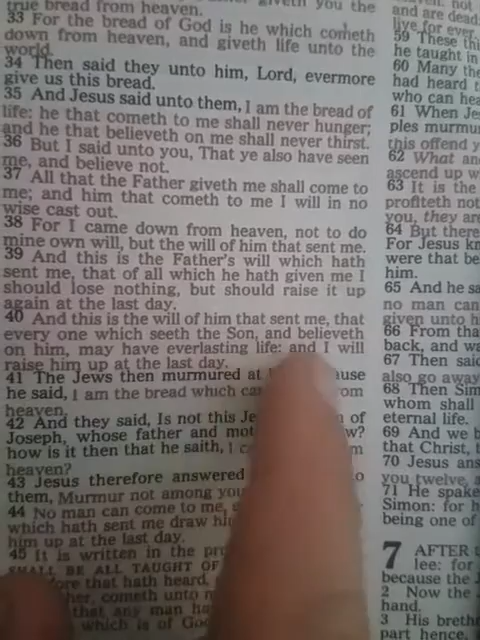 true bread from heaven.
33 For the bread of God is he which cometh
down from heaven, and giveth life unto the
world.
34 Then said they unto him, Lord, evermore
give us this bread.
35 And Jesus said unto them, I am the bread of
life: he that cometh to me shall never hunger;
and he that believeth on me shall never thirst.
36 But I said unto you, That ye also have seen
me, and believe not.
37 All that the Father giveth me shall come to
me; and him that cometh to me I will in no
wise cast out.
38 For I came down from heaven, not to do
mine own will, but the will of him that sent me.
39 And this is the Father's will which hath
sent me, that of all which he hath given me I
should lose nothing, but should raise it up
again at the last day.
40 And this is the will of him that sent me, that
every one which seeth the Son, and believeth
on him, may have everlasting life: and I will
raise him up at the last day.
41 The Jews then murmured at
he said, I am the bread which
heaven.
42 And they said, Is not this of
Joseph, whose father and
how is it then that he saith, I
heaven?
43 Jesus therefore answered
them, Murmur not among
44 No man can come to me,
which hath sent me draw
him up at the last day.
45 It is written in the
SHALL BE ALL TAUGHT OF
that hath heard,
cometh unto
that any man
which is of
and are dead
live for ever.
59 These
he taught in
60 Many
had heard
who can
61 When
murmu
this offend
62 What and
ascend up
63 It is the
profiteth not
you, they are
64 But there
For Jesus
were that
him.
65 And he
no man can
given unto
66 From
back, and
67 Then
also go away
68 Then
whom shall
eternal life.
69 And we
that Christ,
70 Jesus
you twelve,
71 He spake
Simon: for
being one of
7 AFTER
lee: for
because the
2 Now the
hand.
3 His
part hence,